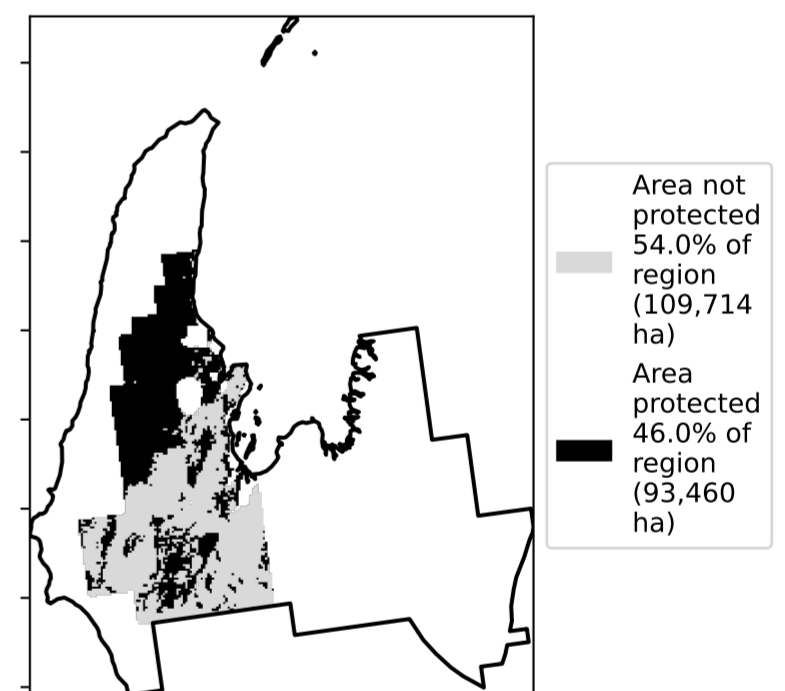 Area not
protected
54.0% of
region
(109,714
ha)
Area
protected
46.0% of
region
(93,460
ha)